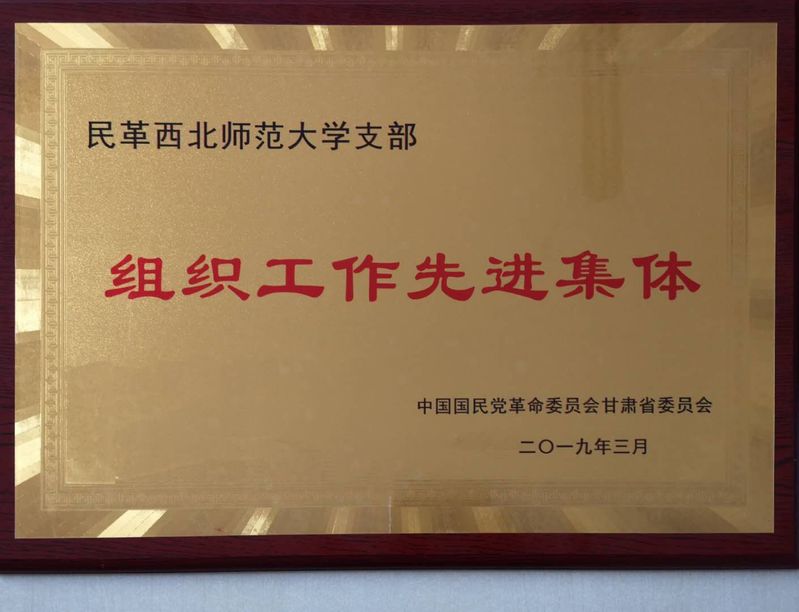 民革西北师范大学支部
组织工作先进集体
中国国民党革命委员会甘肃省委员会
二〇一九年三月